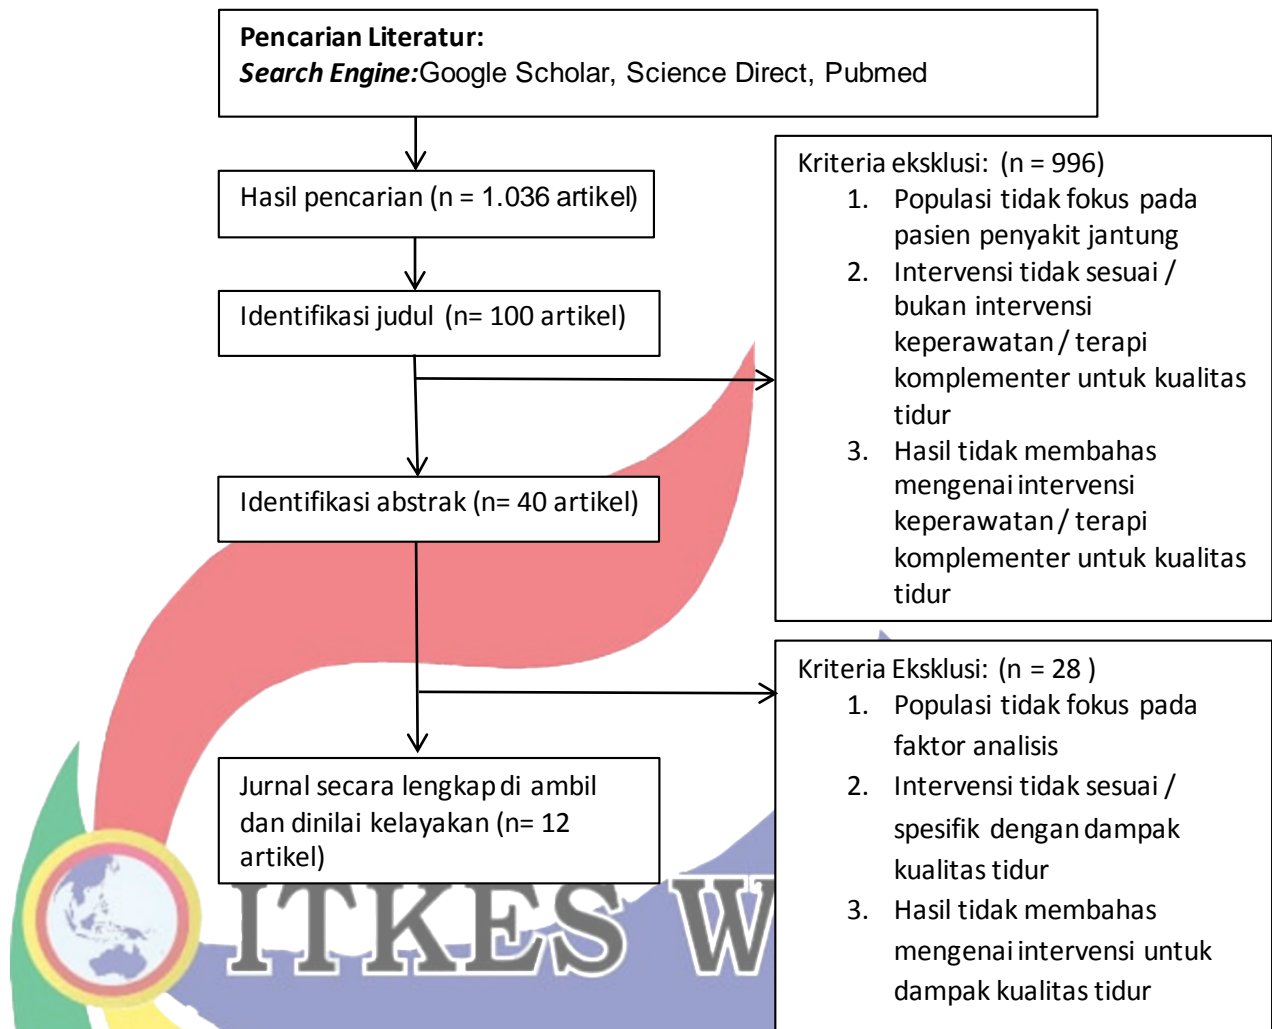 Pencarian Literatur:
Search Engine:Google Scholar, Science Direct, Pubmed
Hasil pencarian (n = 1.036 artikel)
Identifikasi judul (n= 100 artikel)
Kriteria eksklusi: (n = 996)
1. Populasi tidak fokus pada
pasien penyakit jantung
2. Intervensi tidak sesuai /
bukan intervensi
keperawatan / terapi
komplementer untuk kualitas
tidur
3. Hasil tidak membahas
mengenai intervensi
keperawatan / terapi
komplementer untuk kualitas
tidur
Identifikasi abstrak (n= 40 artikel)
Kriteria Eksklusi: (n = 28 )
1. Populasi tidak fokus pada
faktor analisis
2. Intervensi tidak sesuai /
spesifik dengan dampak
kualitas tidur
3. Hasil tidak membahas
mengenai intervensi untuk
dampak kualitas tidur
Jurnal secara lengkap di ambil
dan dinilai kelayakan (n= 12
artikel)
ITKES W